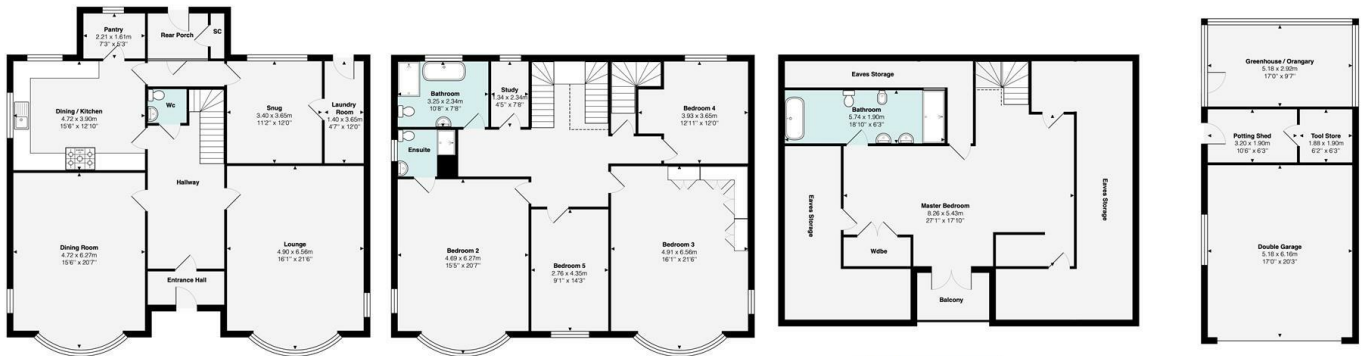 Pantry
2.21 x 1.61m
7'3" x 5'3"
Rear Porch
SC
Dining / Kitchen
4.72 x 3.90m
15'6" x 12'10"
Wc
Snug
3.40 x 3.65m
11'2" x 12'0"
Laundry
Room
1.40 x 3.65m
4'7" x 12'0"
Hallway
Dining Room
4.72 x 6.27m
15'6" x 20'7"
Lounge
4.90 x 6.56m
16'1" x 21'6"
Entrance Hall
Bathroom
3.25 x 2.34m
10'8" x 7'8"
Study
1.34 x 2.34m
4'5" x 7'8"
Bedroom 4
3.93 x 3.65m
12'11" x 12'0"
Ensuite
Bedroom 2
4.69 x 6.27m
15'5" x 20'7"
Bedroom 5
2.76 x 4.35m
9'1" x 14'3"
Bedroom 3
4.91 x 6.56m
16'1" x 21'6"
Eaves Storage
Bathroom
5.74 x 1.90m
18'10" x 6'3"
Eaves Storage
Master Bedroom
8.26 x 5.43m
27'1" x 17'10"
Eaves Storage
Wdbe
Balcony
Greenhouse / Orangary
5.18 x 2.92m
17'0" x 9'7"
Potting Shed
3.20 x 1.90m
10'6" x 6'3"
Tool Store
1.88 x 1.90m
6'2" x 6'3"
Double Garage
5.18 x 6.16m
17'0" x 20'3"